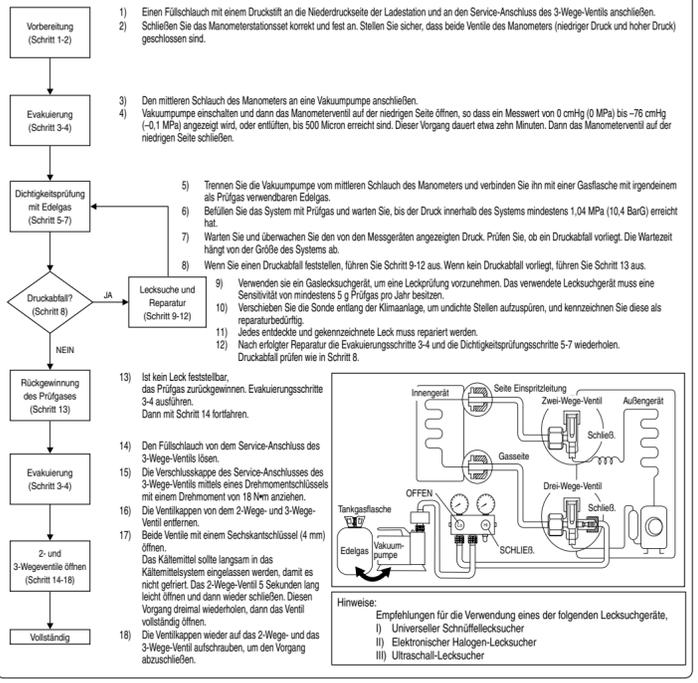 Vorbereitung
(Schritt 1-2)
1) Einen Füllschlauch mit einem Druckstift an die Niederdruckseite der Ladestation und an den Service-Anschluss des 3-Wege-Ventils anschließen.
2) Schließen Sie das Manometerstationsset korrekt und fest an. Stellen Sie sicher, dass beide Ventile des Manometers (niedriger Druck und hoher Druck)
geschlossen sind.
Evakuierung
(Schritt 3-4)
3) Den mittleren Schlauch des Manometers an eine Vakuumpumpe anschließen.
4) Vakuumpumpe einschalten und dann das Manometerventil auf der niedrigen Seite öffnen, so dass ein Messwert von 0 cmHg (0 MPa) bis –76 cmHg
(–0,1 MPa) angezeigt wird, oder entlüften, bis 500 Micron erreicht sind. Dieser Vorgang dauert etwa zehn Minuten. Dann das Manometerventil auf der
niedrigen Seite schließen.
Dichtigkeitsprüfung
mit Edelgas
(Schritt 5-7)
5) Trennen Sie die Vakuumpumpe vom mittleren Schlauch des Manometers und verbinden Sie ihn mit einer Gasflasche mit irgendeinem
als Prüfgas verwendbaren Edelgas.
6) Befüllen Sie das System mit Prüfgas und warten Sie, bis der Druck innerhalb des Systems mindestens 1,04 MPa (10,4 BarG) erreicht
hat.
7) Warten Sie und überwachen Sie den von den Messgeräten angezeigten Druck. Prüfen Sie, ob ein Druckabfall vorliegt. Die Wartezeit
hängt von der Größe des Systems ab.
8) Wenn Sie einen Druckabfall feststellen, führen Sie Schritt 9-12 aus. Wenn kein Druckabfall vorliegt, führen Sie Schritt 13 aus.
Druckabfall?
(Schritt 8)
JA
NEIN
Lecksuche und
Reparatur
(Schritt 9-12)
9) Verwenden sie ein Gaslecksuchgerät, um eine Leckprüfung vorzunehmen. Das verwendete Lecksuchgerät muss eine
Sensitivität von mindestens 5 g Prüfgas pro Jahr besitzen.
10) Verschieben Sie die Sonde entlang der Klimaanlage, um undichte Stellen aufzuspüren, und kennzeichnen Sie diese als
reparaturbedürftig.
11) Jedes entdeckte und gekennzeichnete Leck muss repariert werden.
12) Nach erfolgter Reparatur die Evakuierungsschritte 3-4 und die Dichtigkeitsprüfungsschritte 5-7 wiederholen.
Druckabfall prüfen wie in Schritt 8.
Rückgewinnung
des Prüfgases
(Schritt 13)
13) Ist kein Leck feststellbar,
das Prüfgas zurückgewinnen. Evakuierungsschritte
3-4 ausführen.
Dann mit Schritt 14 fortfahren.
Evakuierung
(Schritt 3-4)
14) Den Füllschlauch von dem Service-Anschluss des
3-Wege-Ventils lösen.
15) Die Verschlusskappe des Service-Anschlusses des
3-Wege-Ventils mittels eines Drehmomentschlüssels
mit einem Drehmoment von 18 N•m anziehen.
16) Die Ventilkappen von dem 2-Wege- und 3-Wege-
Ventil entfernen.
17) Beide Ventile mit einem Sechskantschlüssel (4 mm)
öffnen.
Das Kältemittel sollte langsam in das
Kältemittelsystem eingelassen werden, damit es
nicht gefriert. Das 2-Wege-Ventil 5 Sekunden lang
leicht öffnen und dann wieder schließen. Diesen
Vorgang dreimal wiederholen, dann das Ventil
vollständig öffnen.
18) Die Ventilkappen wieder auf das 2-Wege- und das
3-Wege-Ventil aufschrauben, um den Vorgang
abzuschließen.
2- und
3-Wegeventile öffnen
(Schritt 14-18)
Vollständig
Innengerät
Seite Einspritzleitung
Zwei-Wege-Ventil
Außengerät
Schließ.
Gasseite
Drei-Wege-Ventil
Schließ.
OFFEN
Tankgasflasche
Edelgas
Vakuum-
pumpe
SCHLIEß.
Hinweise:
Empfehlungen für die Verwendung eines der folgenden Lecksuchgeräte,
I) Universeller Schnüffellecksucher
II) Elektronischer Halogen-Lecksucher
III) Ultraschall-Lecksucher